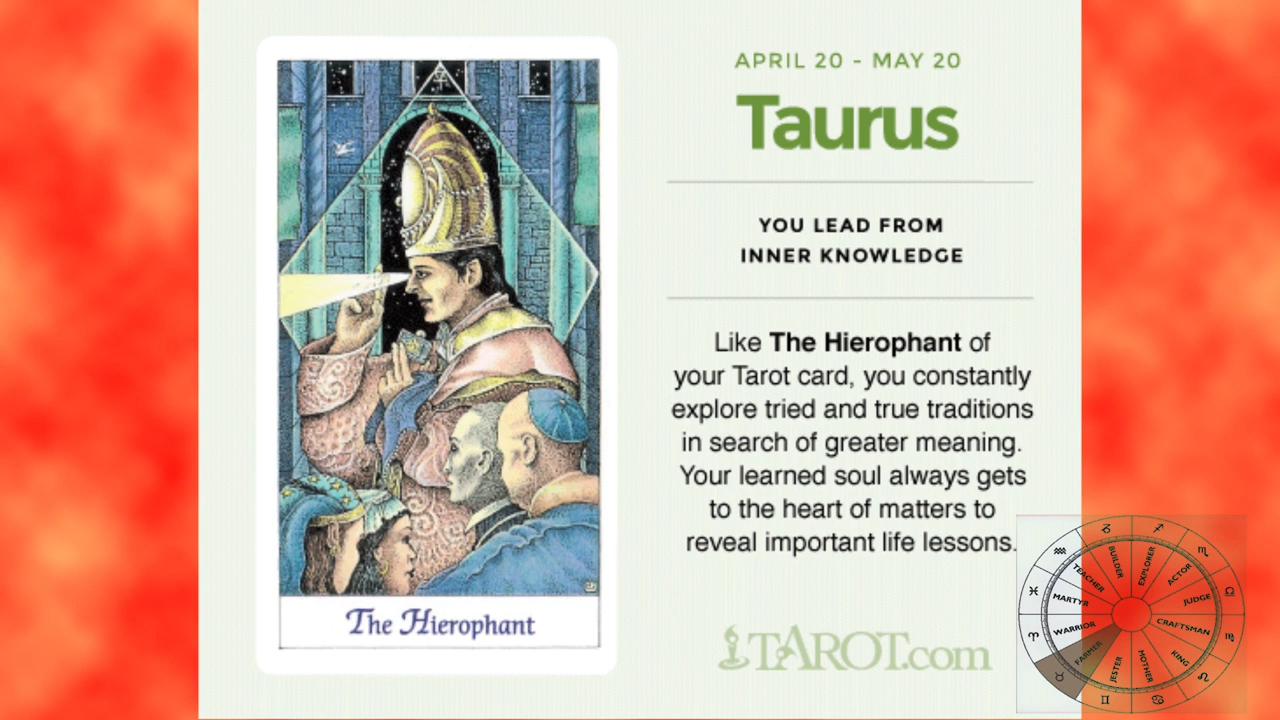 APRIL 20 - MAY 20
Taurus
YOU LEAD FROM
INNER KNOWLEDGE
Like The Hierophant of
your Tarot card, you constantly
explore tried and true traditions
in search of greater meaning.
Your learned soul always gets
to the heart of matters to
reveal important life lessons.
The Hierophant
TAROT.com
BUILDER
EXPLORER
ACTOR
JUDGE
CRAFTSMAN
KING
MOTHER
JESTER
FARMER
WARRIOR
MARTYR
TEACHER